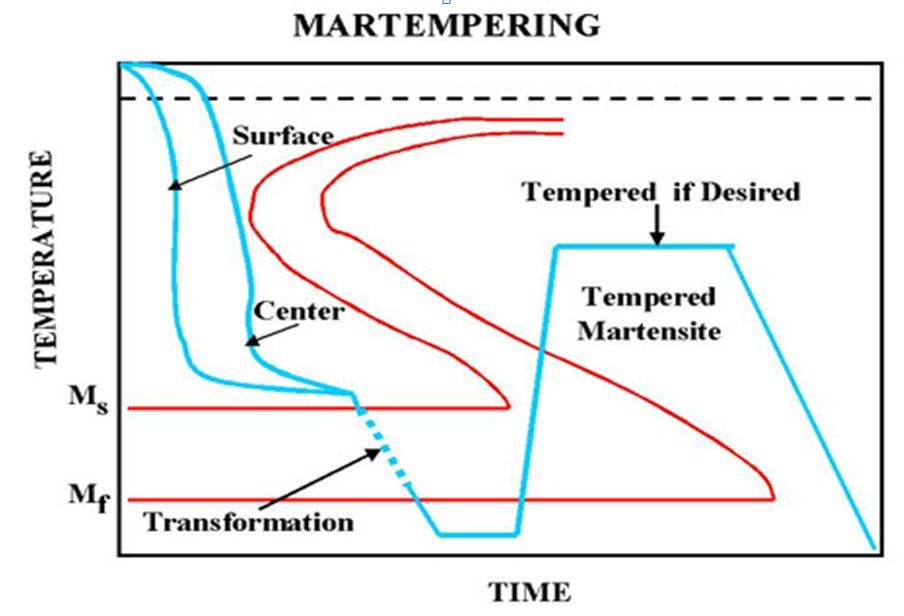 MARTEMPERING
Surface
Tempered if Desired
Tempered
Martensite
Center
TEMPERATURE
Ms
Mf
Transformation
TIME